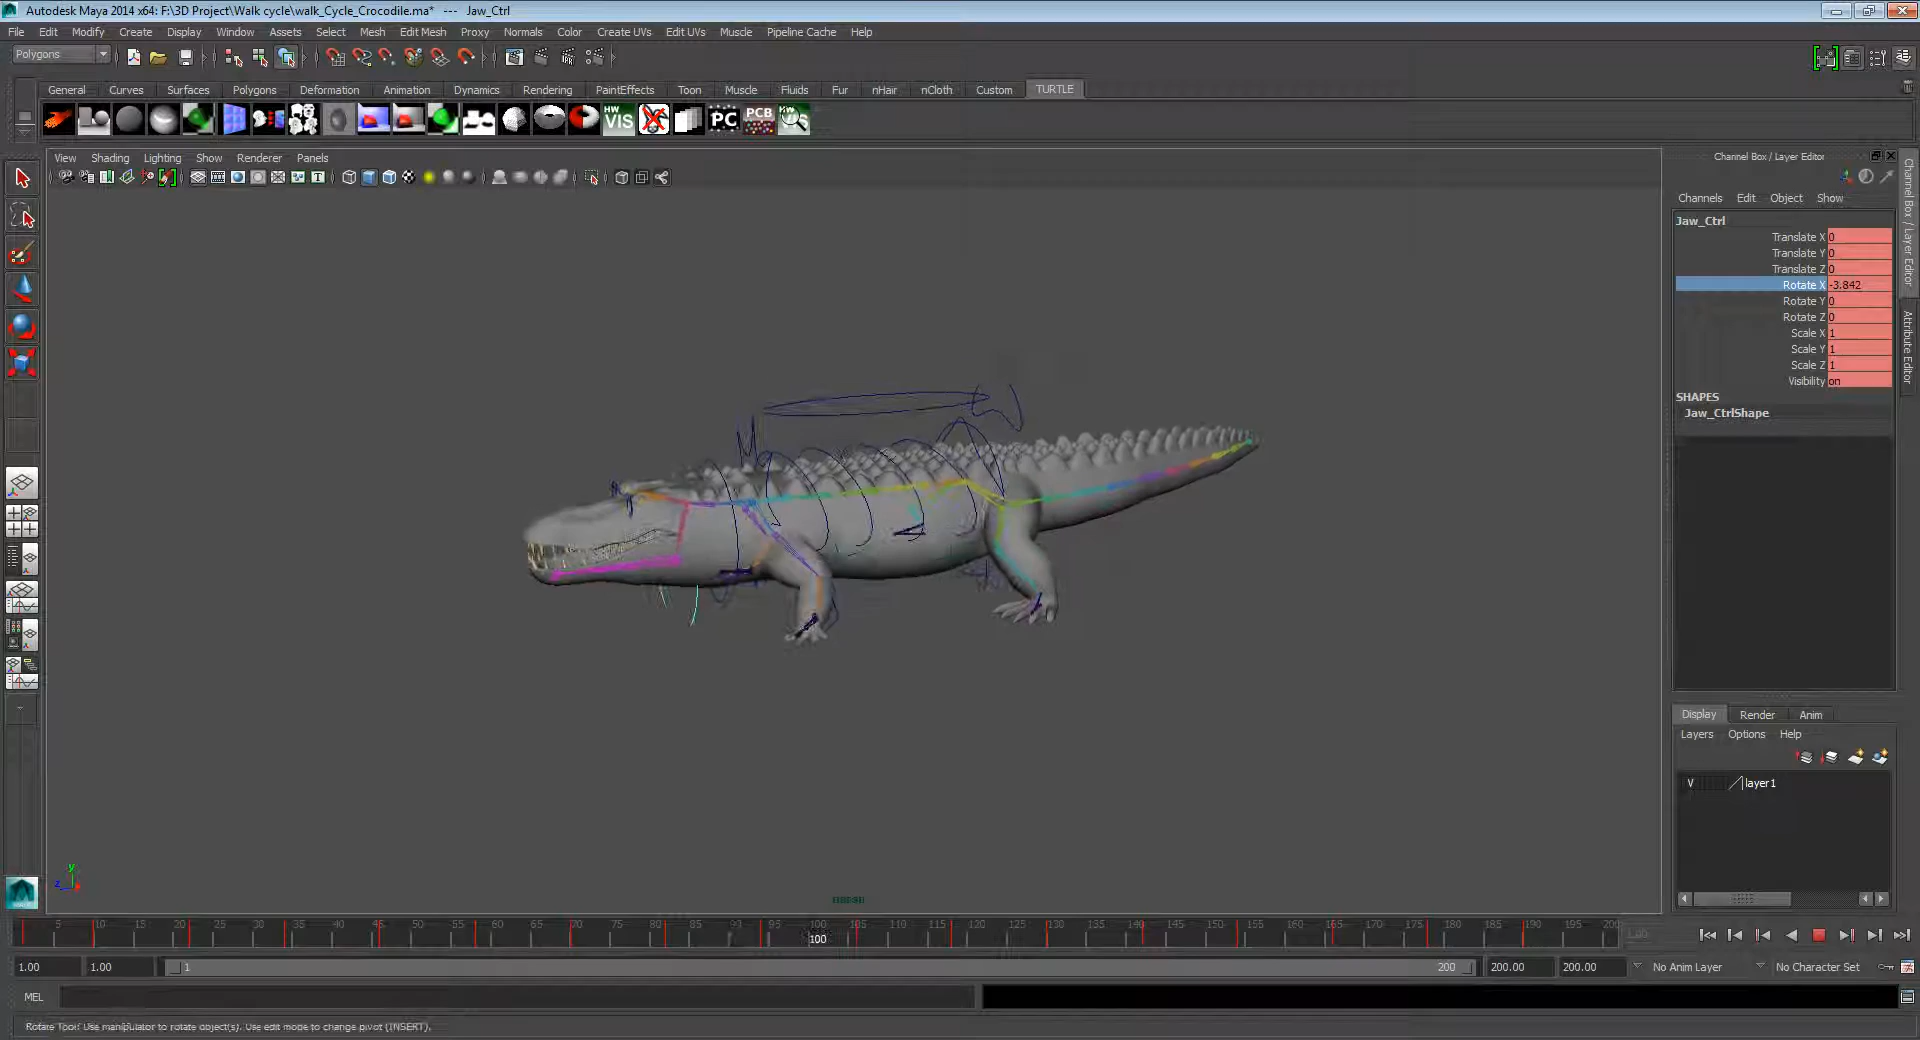 Autodesk Maya 2014 x64: F:\3D Project\Walk cycle\walk_Cycle_Crocodile.ma* --- Jaw_Ctrl
File Edit Modify Create Display Window Assets Select Mesh Edit Mesh Proxy Normals Color Create UVs Edit UVs Muscle Pipeline Cache Help
Polygons
General Curves Surfaces Polygons Deformation Animation Dynamics Rendering PaintEffects Toon Muscle Fluids Fur nHair nCloth Custom TURTLE
HW VIS PC PCB
View Shading Lighting Show Renderer Panels
Channel Box / Layer Editor
Channels Edit Object Show
Jaw_Ctrl
Translate X 0
Translate Y 0
Translate Z 0
Rotate X -3.842
Rotate Y 0
Rotate Z 0
Scale X 1
Scale Y 1
Scale Z 1
Visibility on
SHAPES
Jaw_CtrlShape
Channel Box / Layer Editor
Attribute Editor
Display Render Anim
Layers Options Help
V layer1
y
z
5 10 15 20 25 30 35 40 45 50 55 60 65 70 75 80 85 90 95 100 105 110 115 120 125 130 135 140 145 150 155 160 165 170 175 180 185 190 195 200
100
1.00 1.00 1 200 200.00 200.00 No Anim Layer No Character Set
MEL
Rotate Tool: Use manipulator to rotate object(s). Use edit mode to change pivot (INSERT).